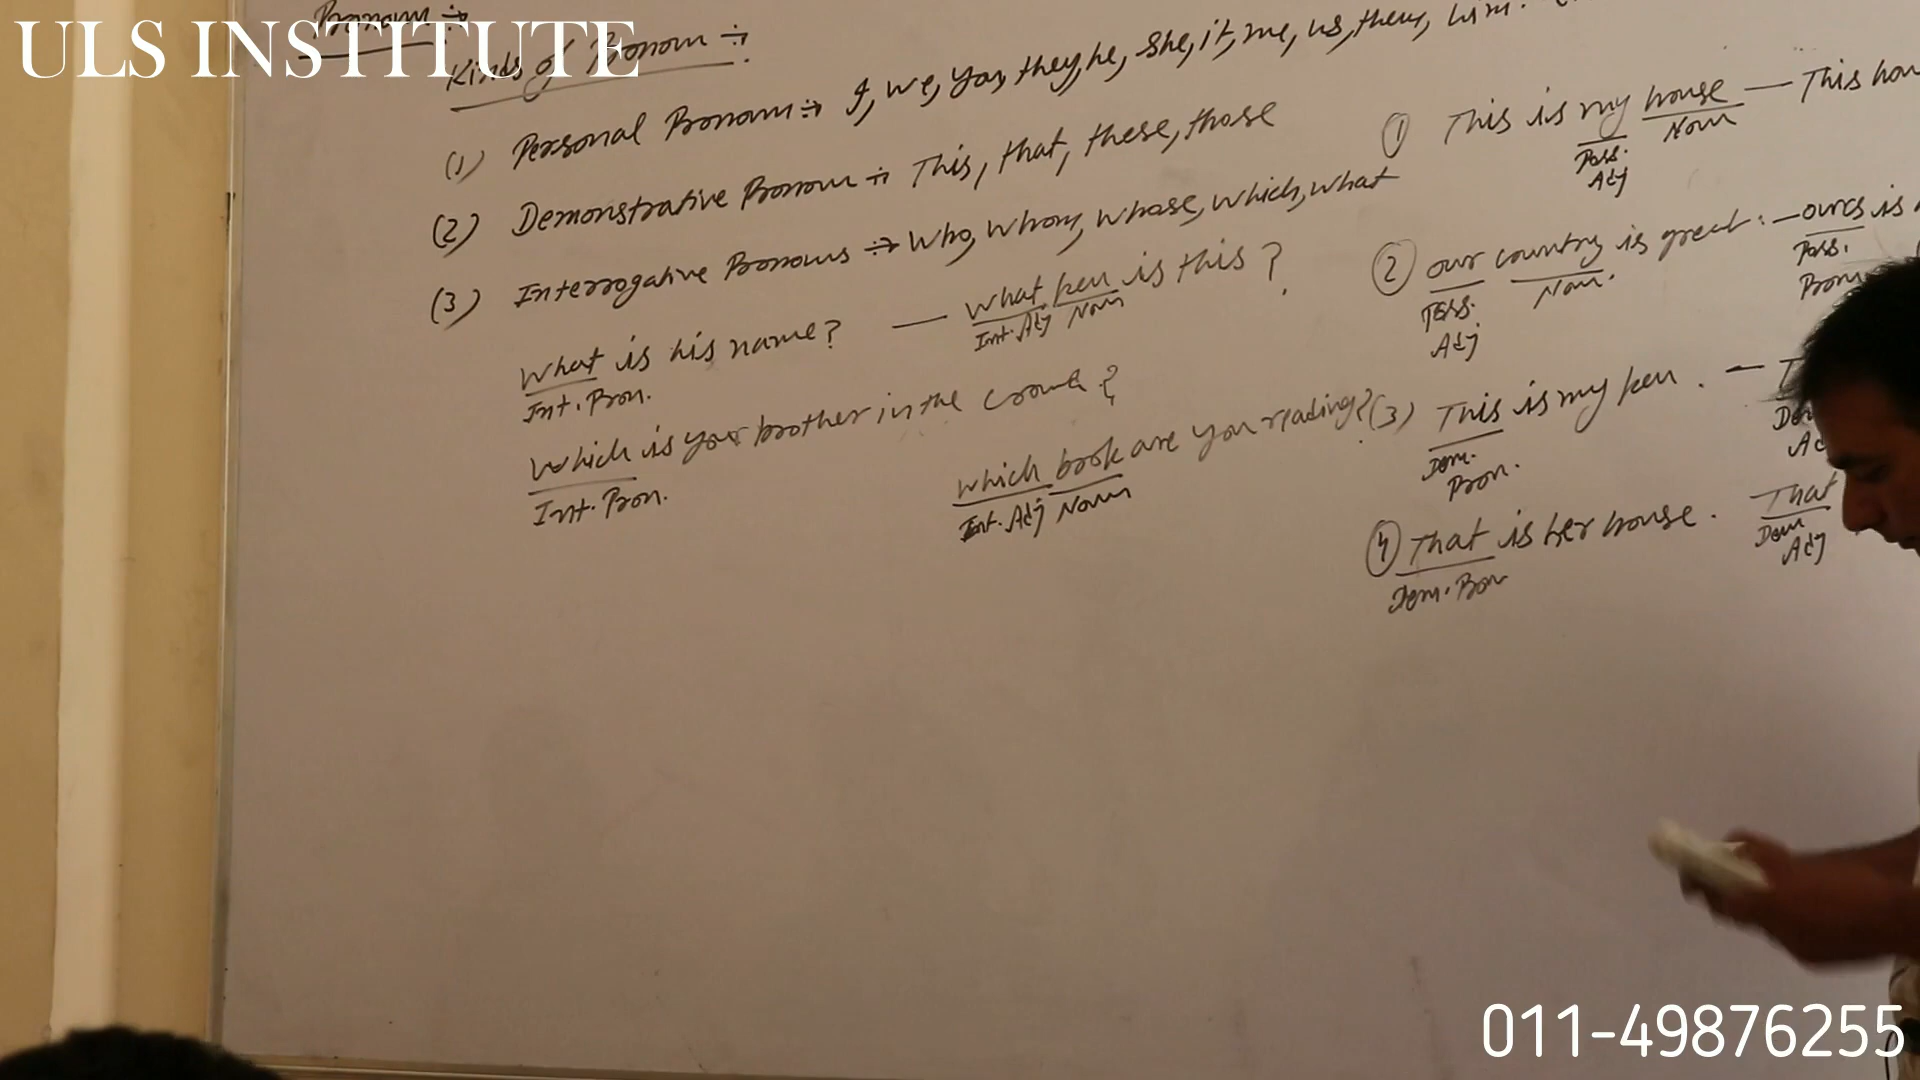 ULS INSTITUTE
Pronoun :-
Kinds of Pronoun :-
(1) Personal Pronoun :- I, we, you, they, he, she, it, me, us, them, him.
(2) Demonstrative Pronoun :- This, that, these, those
(3) Interrogative Pronouns :- Who, whom, whose, which, what
What is his name? — What pen is this?
Int. Pron.
Int. Adj Noun
Which is your brother in the crowd?
Int. Pron.
Which book are you reading?
Int. Adj Noun
① This is my house — This
Poss. Adj
Noun
② our country is great. — ours is
Poss. Adj
Noun.
Poss. Pron
(3) This is my pen. —
Dem. Pron.
④ That is her house. That
Dem. Pron
Dem Adj
011-49876255